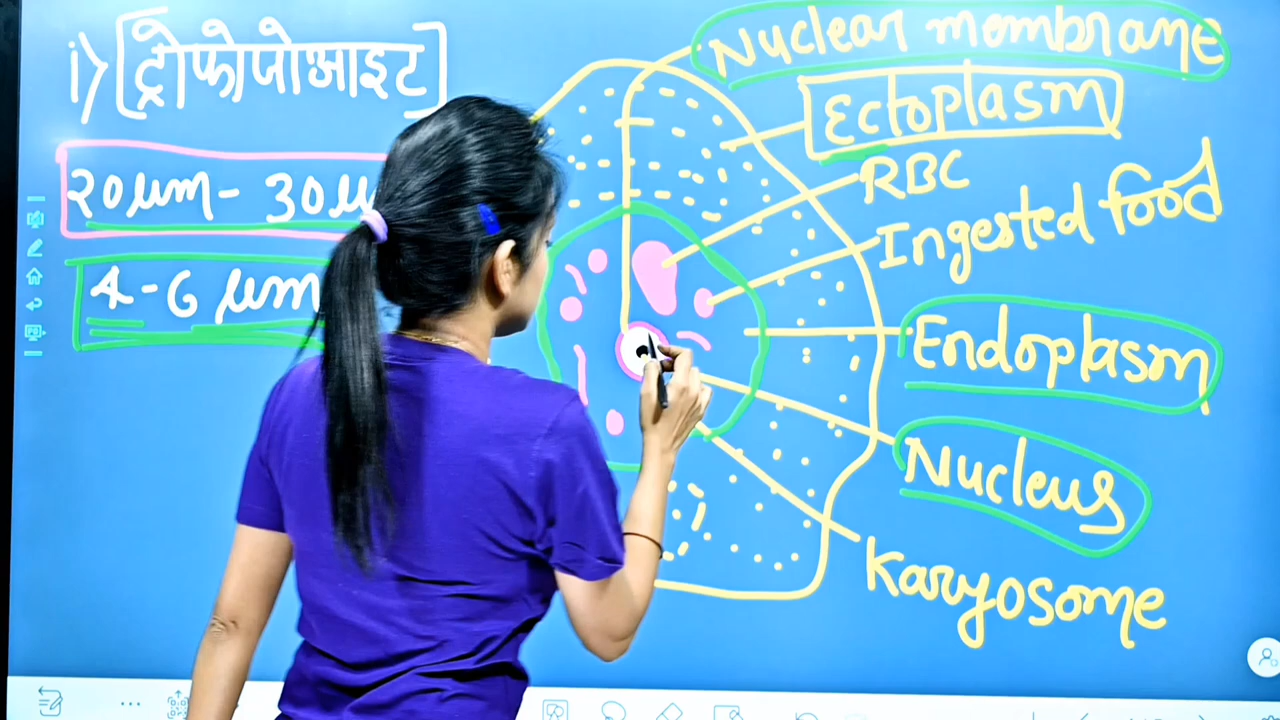 i> [ट्रोफोजोआइट]
20 µm - 30 µ
4 - 6 µm
Nuclear membrane
Ectoplasm
RBC
Ingested food
Endoplasm
Nucleus
Karyosome